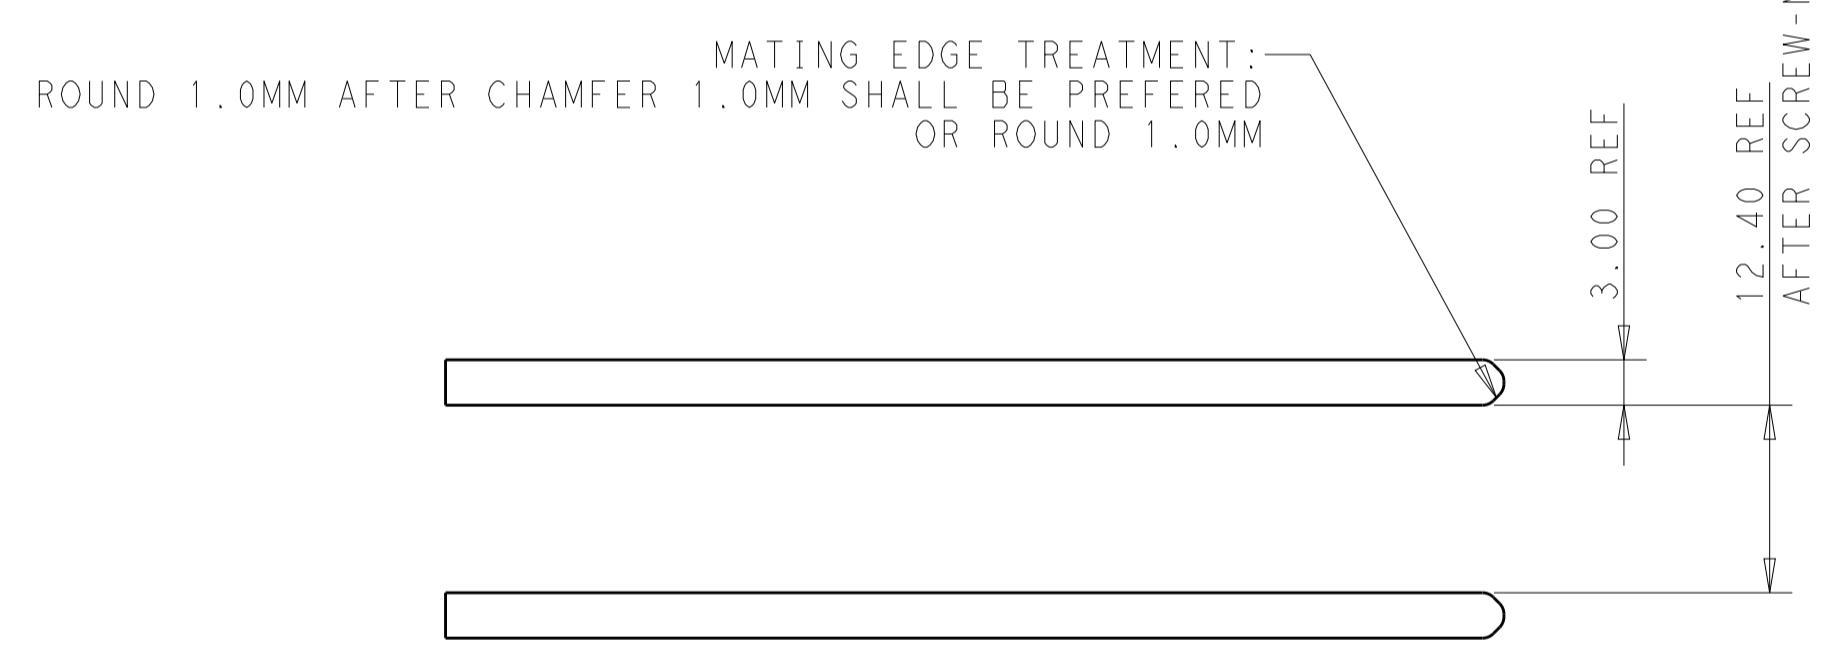 MATING EDGE TREATMENT:
ROUND 1.0MM AFTER CHAMFER 1.0MM SHALL BE PREFERED
OR ROUND 1.0MM
3.00 REF
12.40 REF
AFTER SCREW-